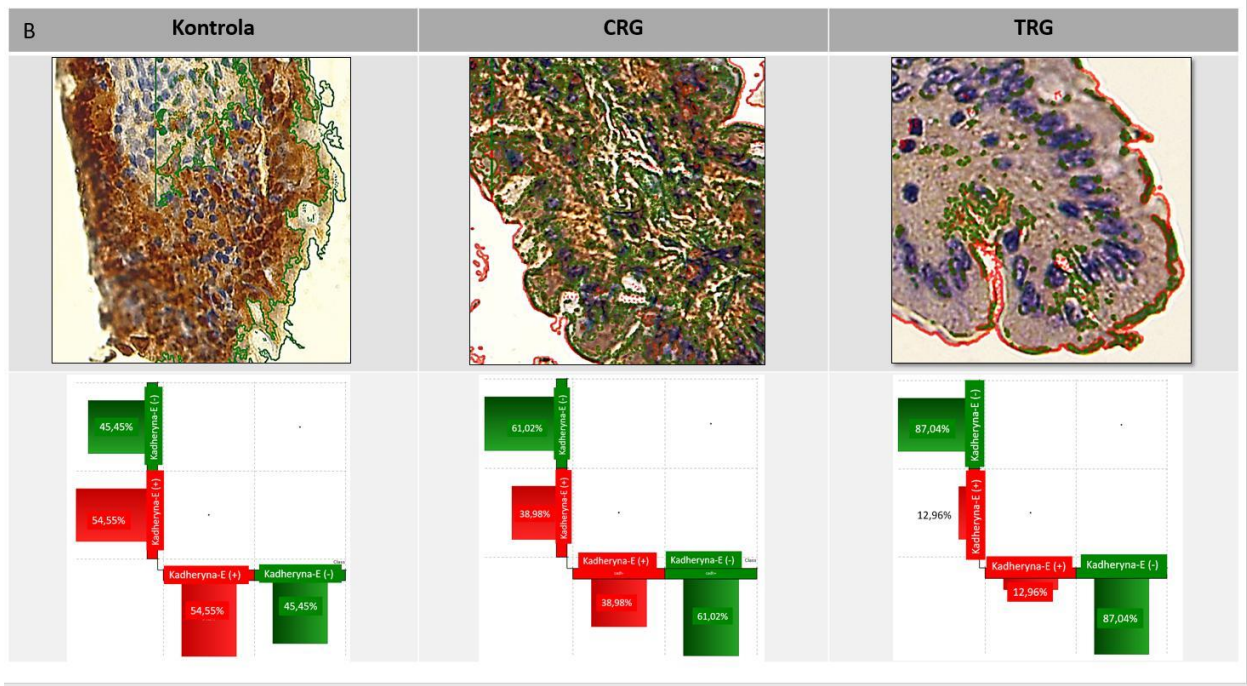 B
Kontrola
CRG
TRG
45,45%
Kadheryna-E (-)
54,55%
Kadheryna-E (+)
Class
Kadheryna-E (+)
Kadheryna-E (-)
54,55%
45,45%
61,02%
Kadheryna-E (-)
38,98%
Kadheryna-E (+)
Kadheryna-E (+)
Kadheryna-E (-)
Class
38,98%
61,02%
87,04%
Kadheryna-E (-)
12,96%
Kadheryna-E (+)
Kadheryna-E (+)
Kadheryna-E (-)
12,96%
87,04%